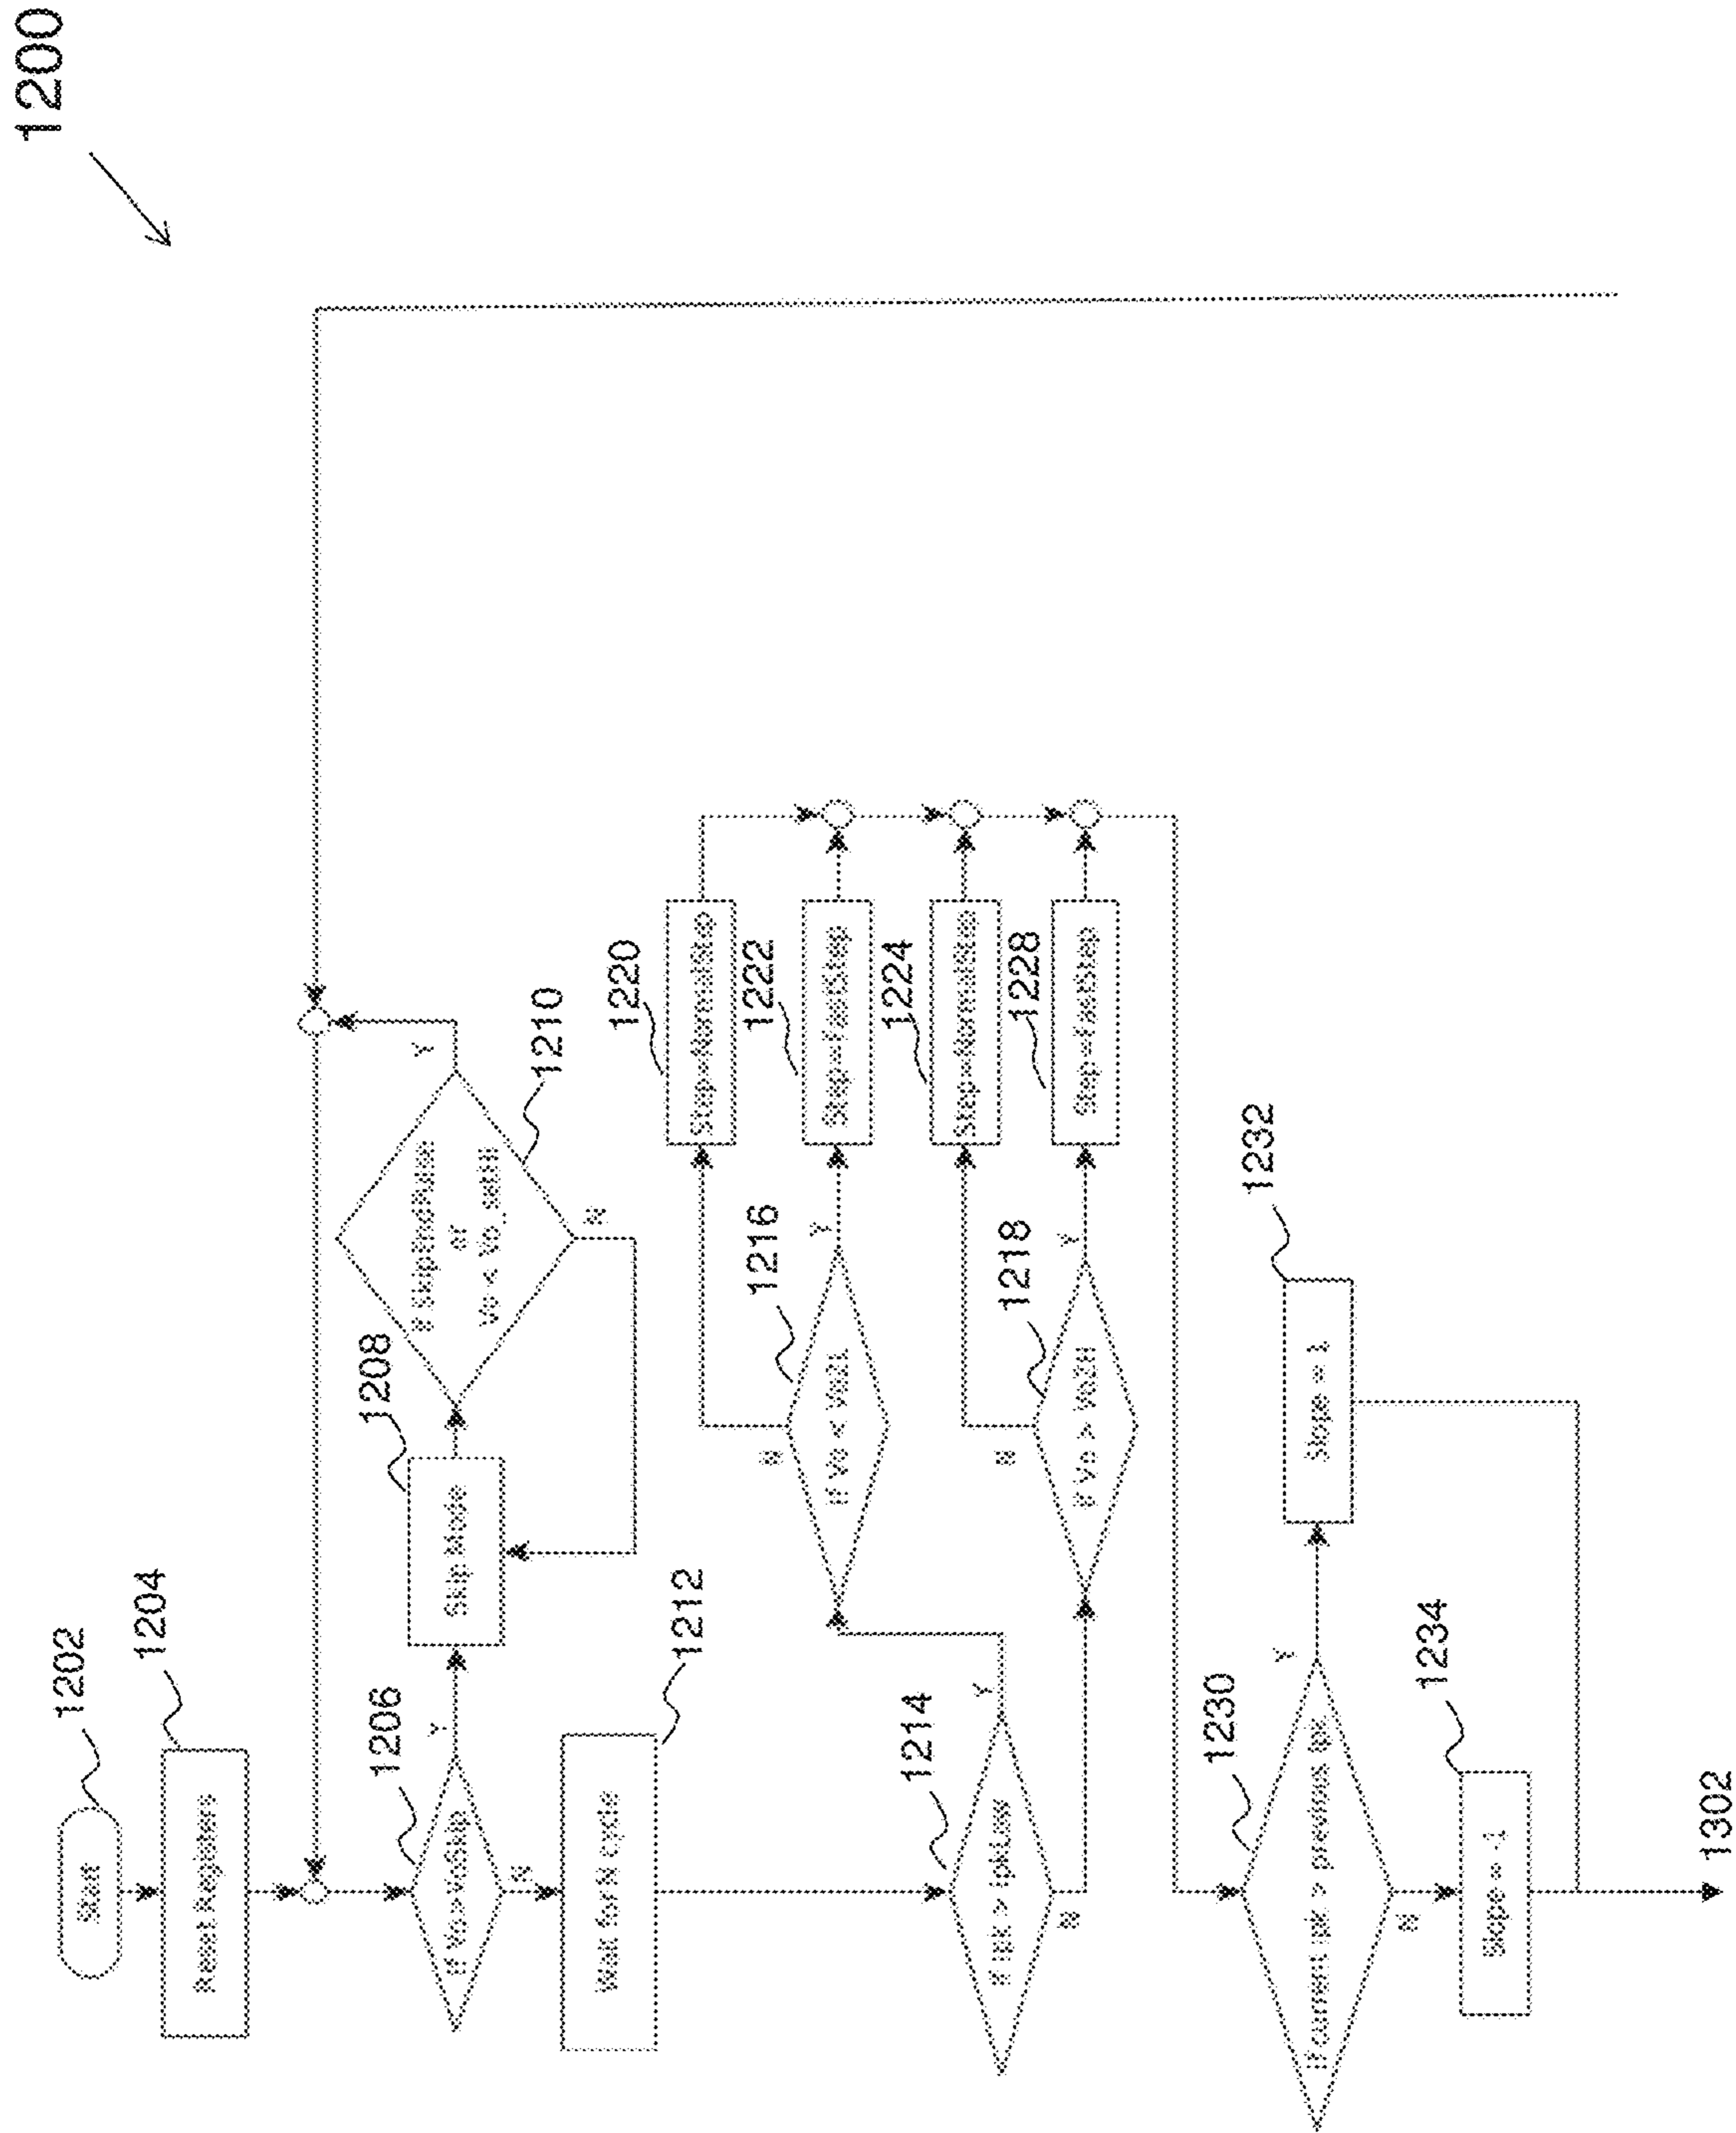 1200
1202
Start
1204
Reset Registers
1206
If Vo>VoSkip
Y
N
1208
Skip Mode
1210
If SkipEndPulse
or
Vo < Vo_setH
Y
N
1212
Wait for N cycle
1214
If Ipk > IpkLow
Y
N
1216
If Vo < Vo2L
Y
N
1218
If Vo > Vo2H
Y
N
1220
Step=NormalStep
1222
Step=FastStep
1224
Step=NormalStep
1228
Step=FastStep
1230
If current Ipk > previous Ipk
Y
N
1232
Slope = 1
1234
Slope = -1
1302